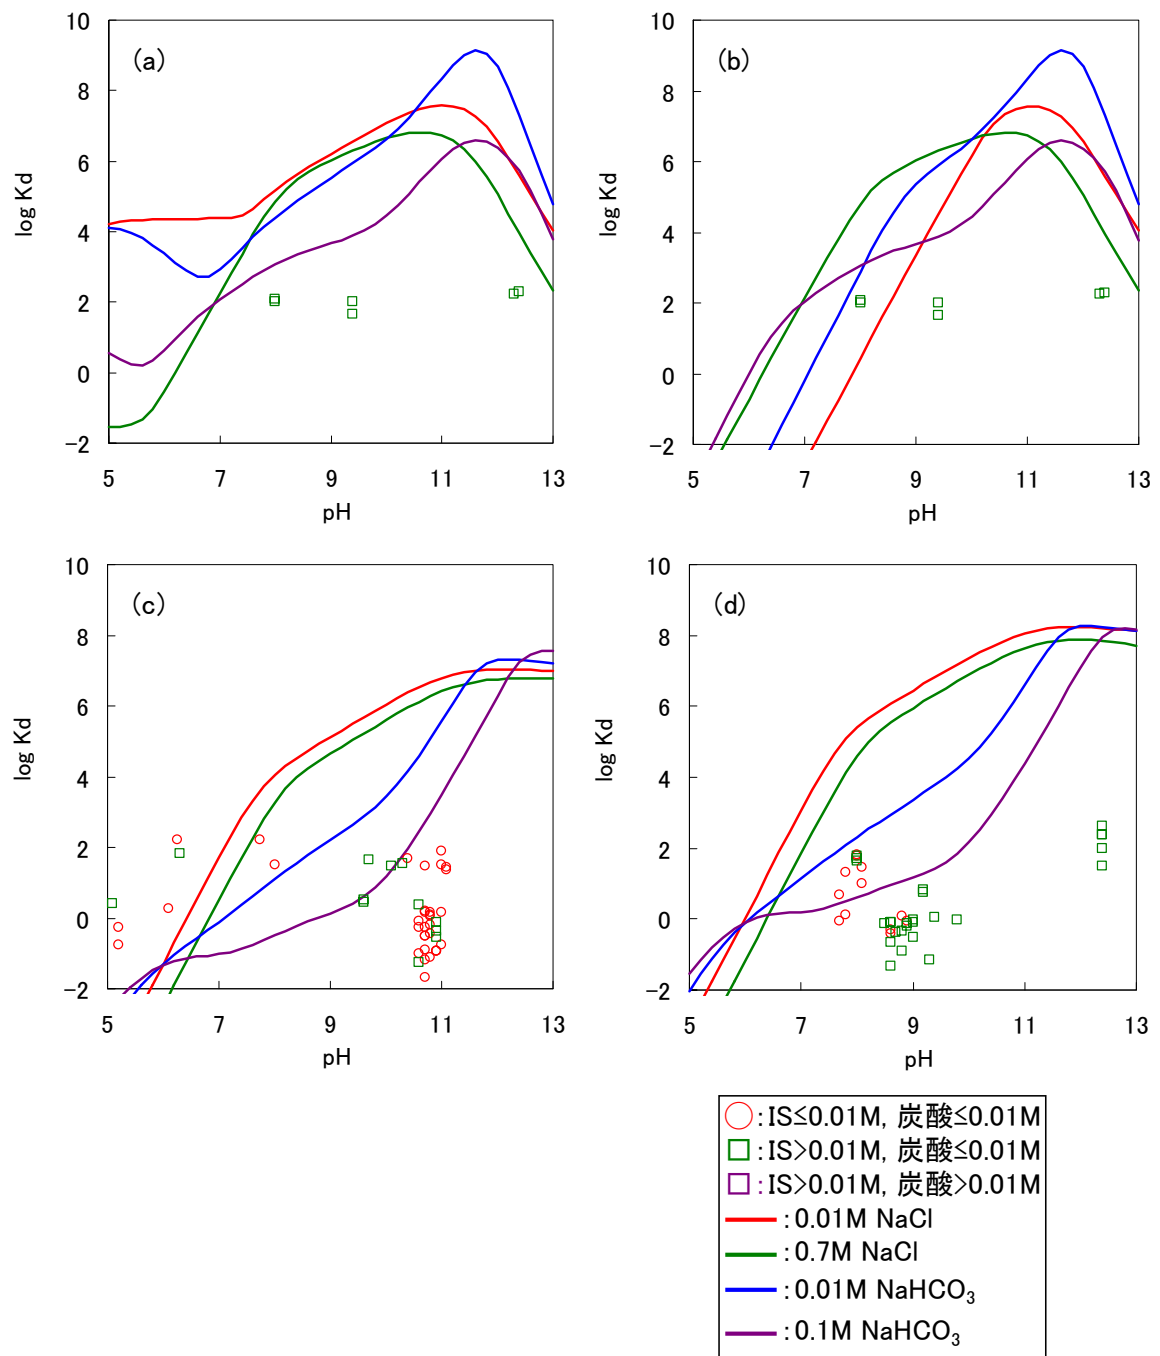 (a)
10
8
6
4
2
0
−2
log Kd
5 7 9 11 13
pH
(b)
10
8
6
4
2
0
−2
log Kd
5 7 9 11 13
pH
(c)
10
8
6
4
2
0
−2
log Kd
5 7 9 11 13
pH
(d)
10
8
6
4
2
0
−2
log Kd
5 7 9 11 13
pH
:IS≤0.01M, 炭酸≤0.01M
:IS>0.01M, 炭酸≤0.01M
:IS>0.01M, 炭酸>0.01M
:0.01M NaCl
:0.7M NaCl
:0.01M NaHCO₃
:0.1M NaHCO₃